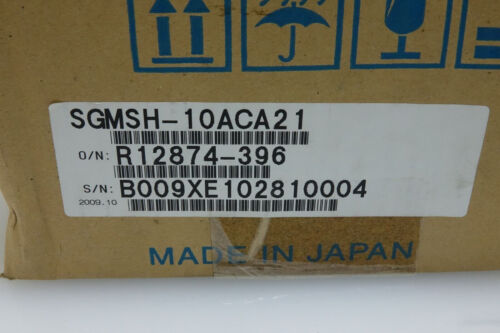 SGMSH-10ACA21
O/N: R12874-396
S/N: B009XE102810004
2009.10
MADE IN JAPAN